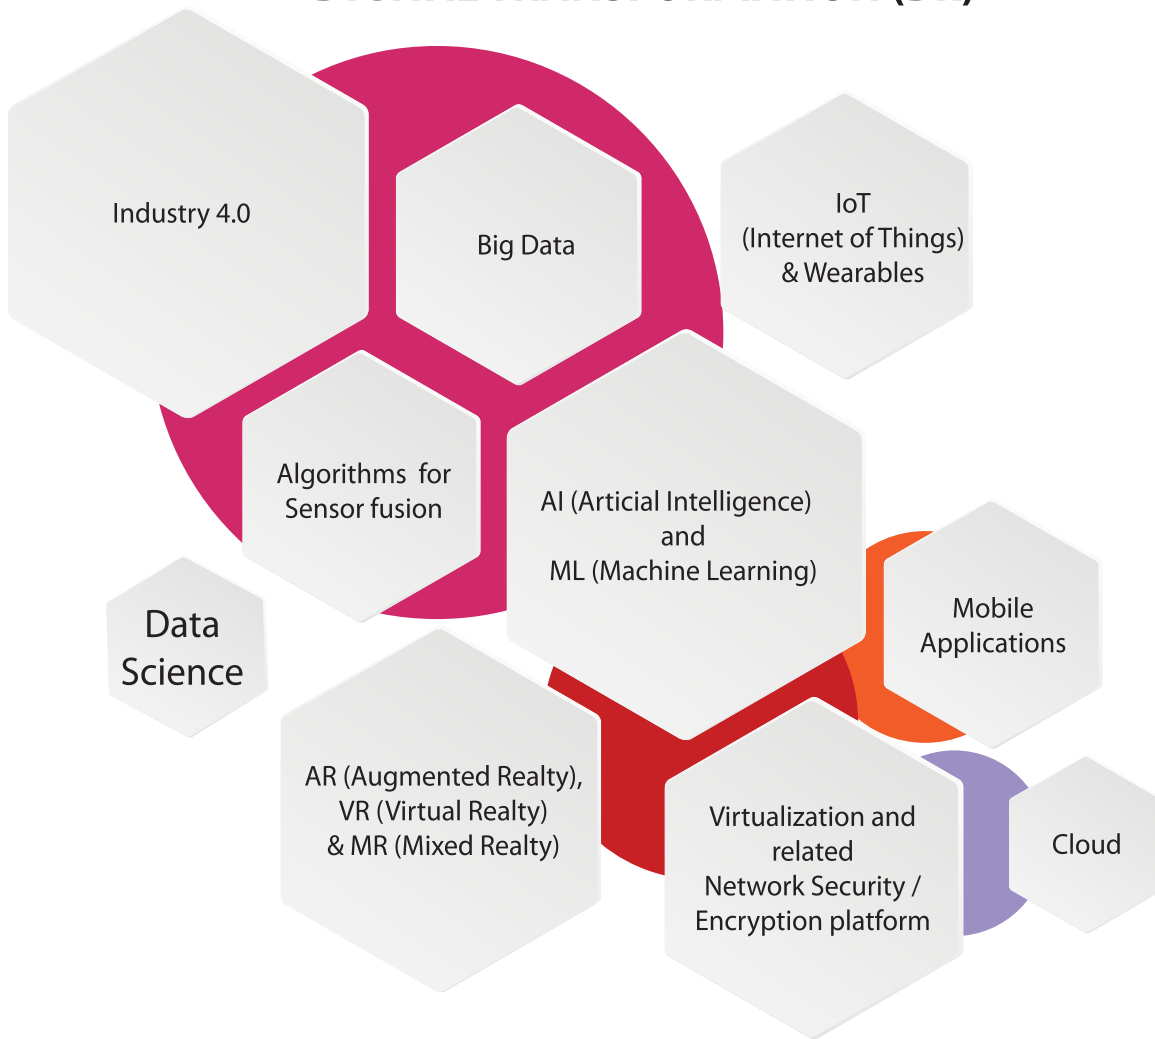 Industry 4.0
Big Data
IoT
(Internet of Things)
& Wearables
Algorithms for
Sensor fusion
AI (Articial Intelligence)
and
ML (Machine Learning)
Mobile
Applications
Data
Science
AR (Augmented Realty),
VR (Virtual Realty)
& MR (Mixed Realty)
Virtualization and
related
Network Security /
Encryption platform
Cloud